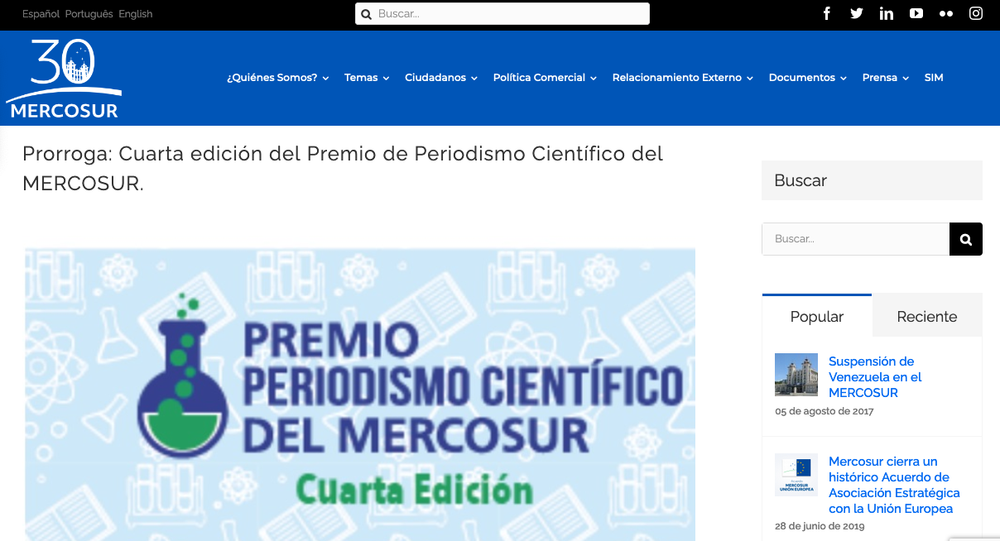 Español Português English
Buscar...
30
MERCOSUR
¿Quiénes Somos? Temas Ciudadanos Política Comercial Relacionamiento Externo Documentos Prensa SIM
Prorroga: Cuarta edición del Premio de Periodismo Científico del
MERCOSUR.
PREMIO
PERIODISMO CIENTÍFICO
DEL MERCOSUR
Cuarta Edición
Buscar
Buscar...
Popular Reciente
Suspensión de
Venezuela en el
MERCOSUR
05 de agosto de 2017
MERCOSUR
UNIÓN EUROPEA
Mercosur cierra un
histórico Acuerdo de
Asociación Estratégica
con la Unión Europea
28 de junio de 2019